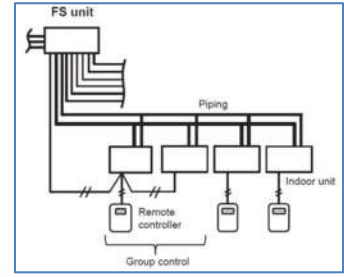 FS unit
Piping
Indoor unit
Remote
controller
Group control